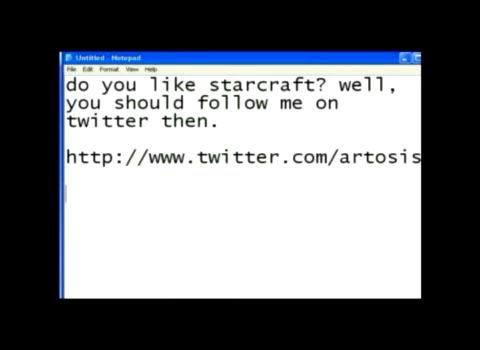 Untitled - Notepad
File Edit Format View Help
do you like starcraft? well,
you should follow me on
twitter then.
http://www.twitter.com/artosis